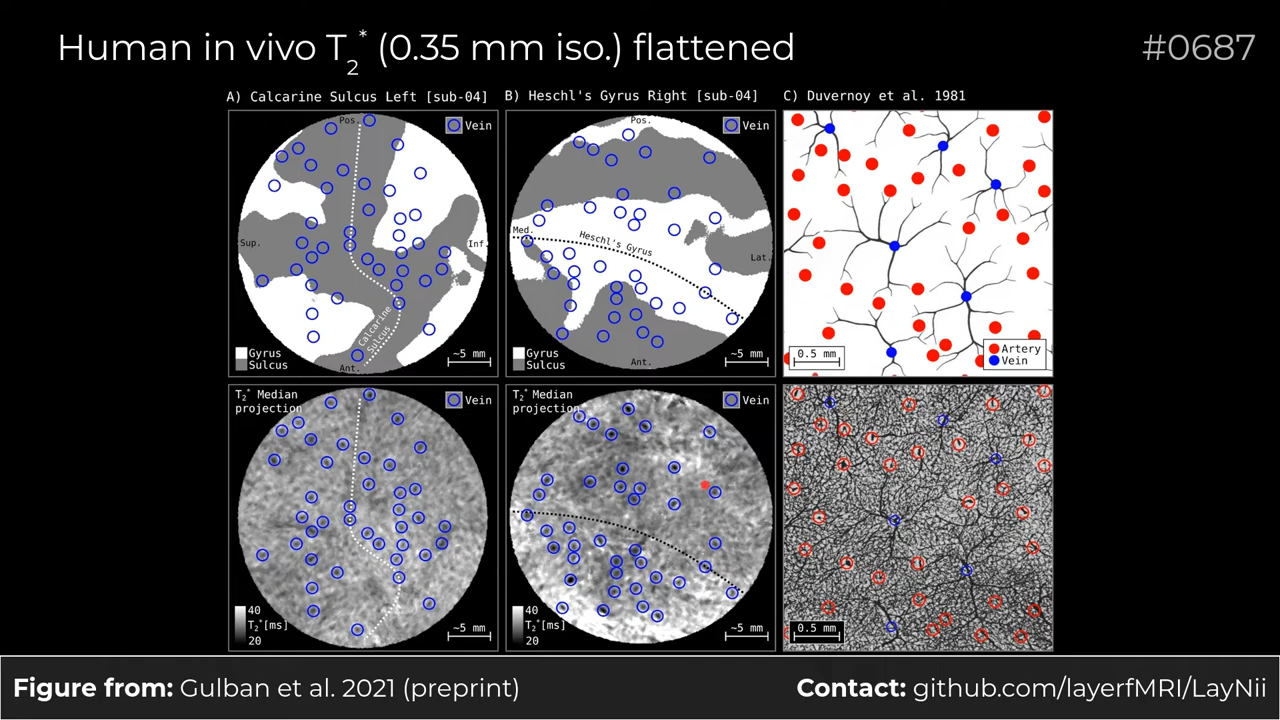 Human in vivo T2* (0.35 mm iso.) flattened
#0687
A) Calcarine Sulcus Left [sub-04]
B) Heschl's Gyrus Right [sub-04]
C) Duvernoy et al. 1981
Pos.
Vein
Sup.
Inf.
Calcarine
Sulcus
Gyrus
Sulcus
Ant.
~5 mm
Pos.
Vein
Med.
Heschl's Gyrus
Lat.
Gyrus
Sulcus
Ant.
~5 mm
0.5 mm
Artery
Vein
T2* Median
projection
Vein
40
T2*[ms]
20
~5 mm
T2* Median
projection
Vein
40
T2*[ms]
20
~5 mm
0.5 mm
Figure from: Gulban et al. 2021 (preprint)
Contact: github.com/layerfMRI/LayNii